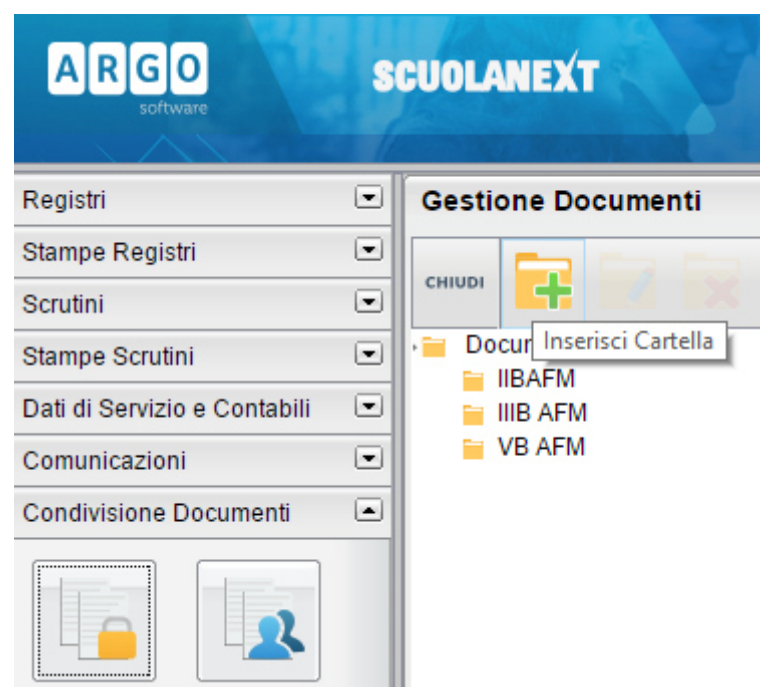 ARGO
software
SCUOLANEXT
Registri
Stampe Registri
Scrutini
Stampe Scrutini
Dati di Servizio e Contabili
Comunicazioni
Condivisione Documenti
Gestione Documenti
CHIUDI
Inserisci Cartella
IIBAFM
IIIB AFM
VB AFM